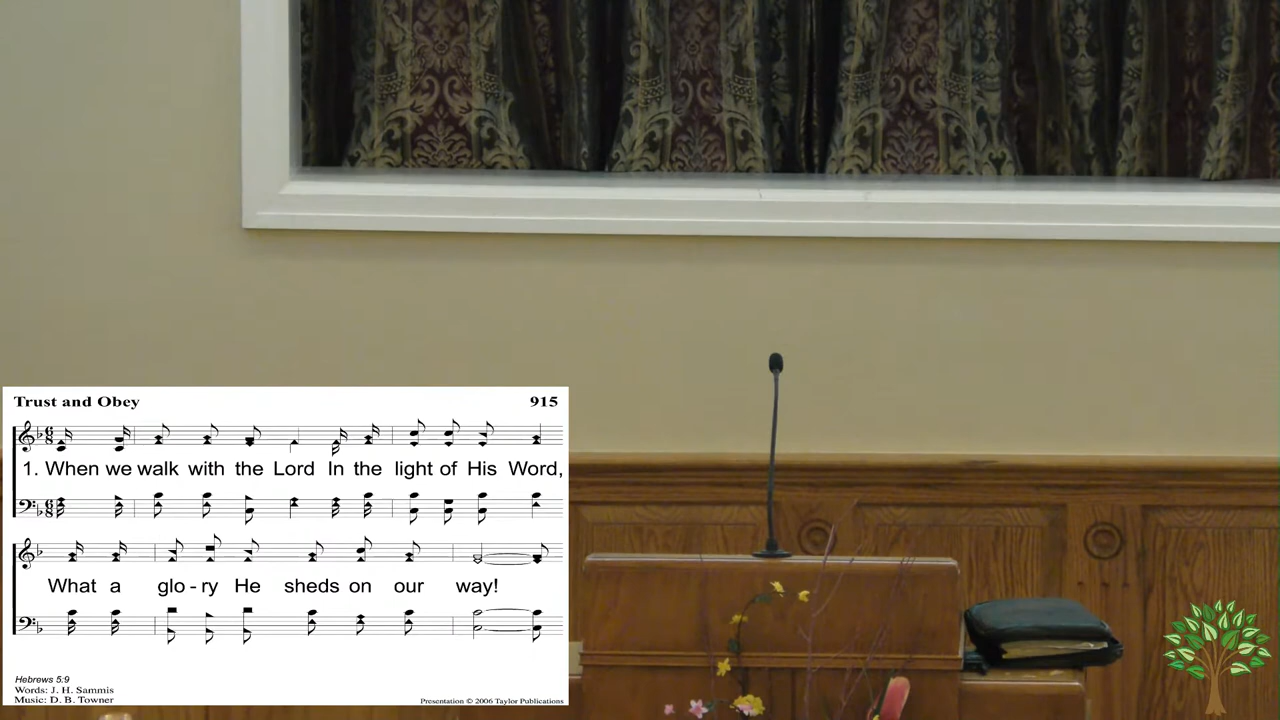 Trust and Obey 915
1. When we walk with the Lord In the light of His Word,
What a glo - ry He sheds on our way!
Hebrews 5:9
Words: J. H. Sammis
Music: D. B. Towner
Presentation © 2006 Taylor Publications